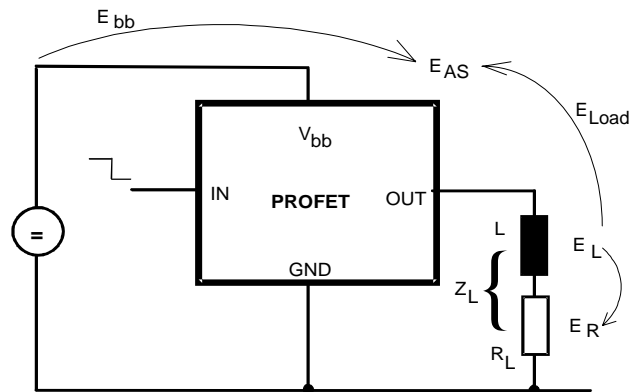 E bb
E AS
E Load
V bb
IN
PROFET
OUT
=
L
E L
GND
Z L
{
E R
R L